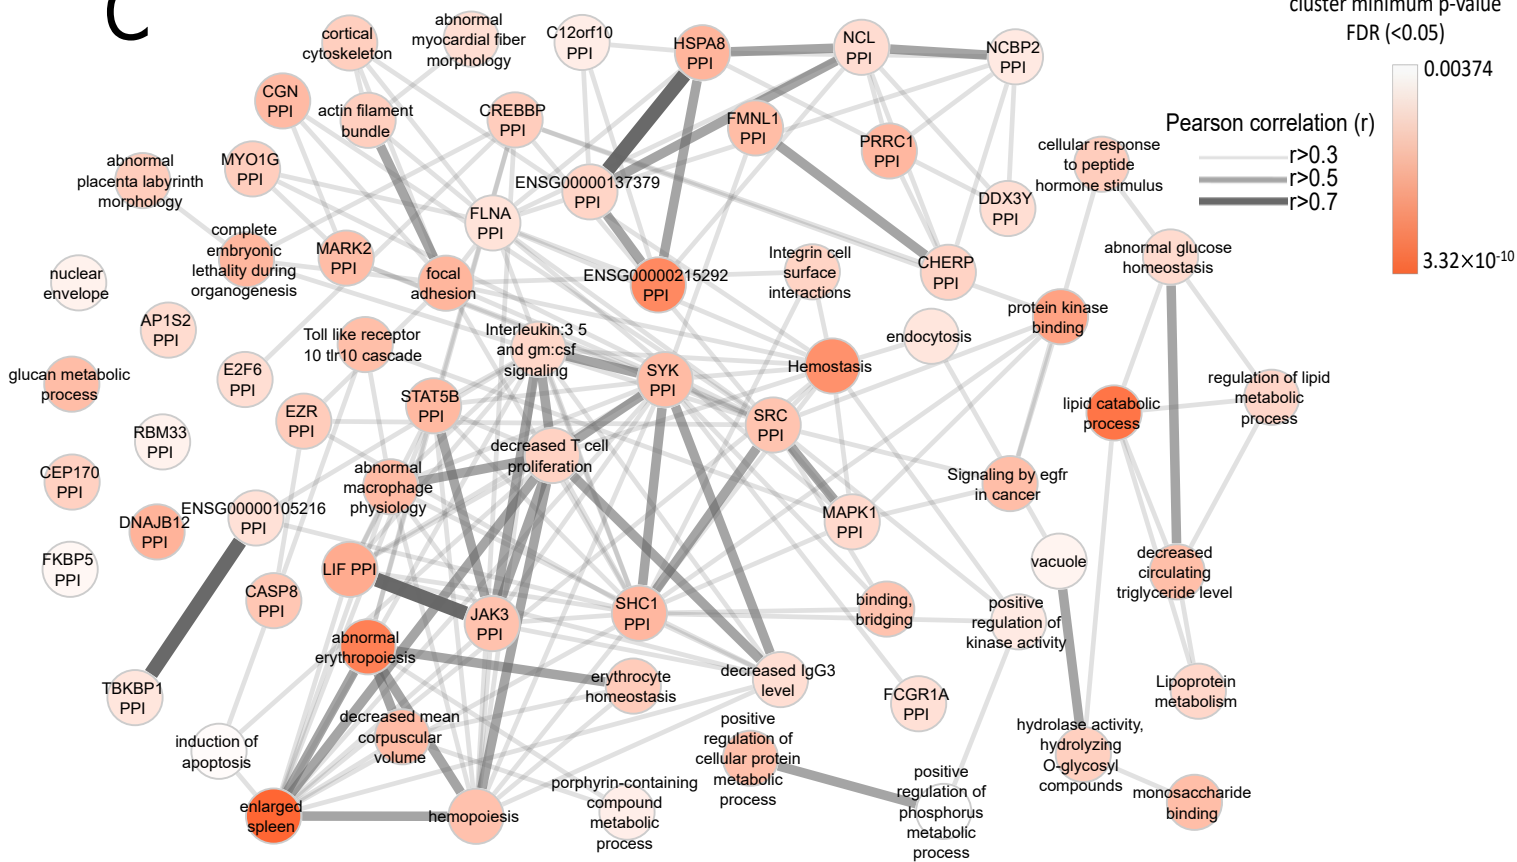 C
cluster minimum p-value
FDR (<0.05)
0.00374
3.32×10-10
Pearson correlation (r)
r>0.3
r>0.5
r>0.7
cortical
cytoskeleton
abnormal
myocardial fiber
morphology
C12orf10
PPI
HSPA8
PPI
NCL
PPI
NCBP2
PPI
CGN
PPI
actin filament
bundle
CREBBP
PPI
FMNL1
PPI
PRRC1
PPI
cellular response
to peptide
hormone stimulus
abnormal
placenta labyrinth
morphology
MYO1G
PPI
ENSG00000137379
PPI
DDX3Y
PPI
FLNA
PPI
complete
embryonic
lethality during
organogenesis
MARK2
PPI
focal
adhesion
ENSG00000215292
PPI
Integrin cell
surface
interactions
CHERP
PPI
abnormal glucose
homeostasis
nuclear
envelope
AP1S2
PPI
Toll like receptor
10 tlr10 cascade
Interleukin:3 5
and gm:csf
signaling
endocytosis
protein kinase
binding
glucan metabolic
process
E2F6
PPI
SYK
PPI
Hemostasis
regulation of lipid
metabolic
process
STAT5B
PPI
EZR
PPI
SRC
PPI
lipid catabolic
process
RBM33
PPI
decreased T cell
proliferation
CEP170
PPI
abnormal
macrophage
physiology
Signaling by egfr
in cancer
DNAJB12
PPI
ENSG00000105216
PPI
MAPK1
PPI
FKBP5
PPI
LIF PPI
vacuole
decreased
circulating
triglyceride level
CASP8
PPI
JAK3
PPI
SHC1
PPI
binding,
bridging
positive
regulation of
kinase activity
abnormal
erythropoiesis
TBKBP1
PPI
erythrocyte
homeostasis
decreased IgG3
level
FCGR1A
PPI
Lipoprotein
metabolism
induction of
apoptosis
decreased mean
corpuscular
volume
positive
regulation of
cellular protein
metabolic
process
hydrolase activity,
hydrolyzing
O-glycosyl
compounds
enlarged
spleen
hemopoiesis
porphyrin-containing
compound
metabolic
process
positive
regulation of
phosphorus
metabolic
process
monosaccharide
binding